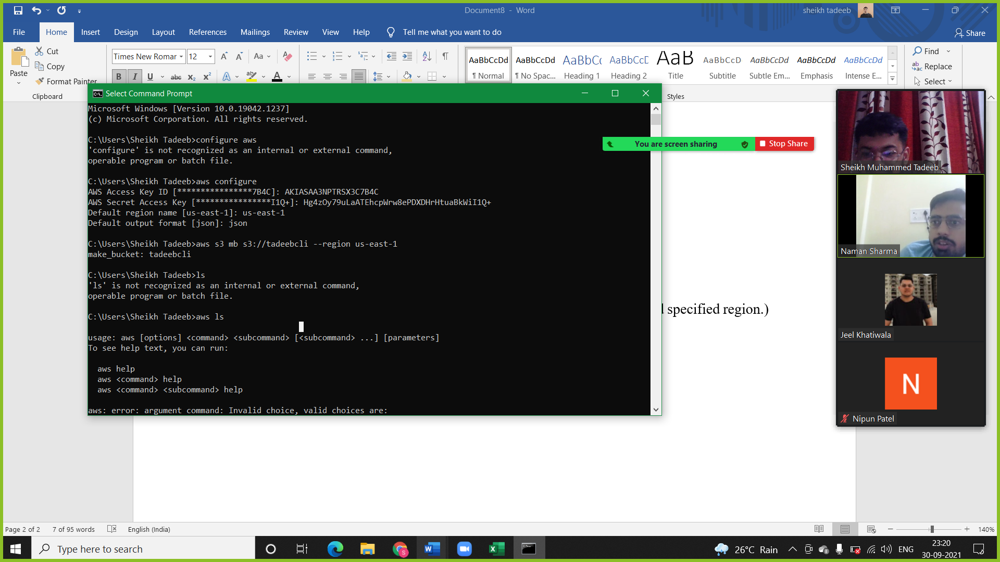 Document8 - Word
sheikh tadeeb
File Home Insert Design Layout References Mailings Review View Help Tell me what you want to do
Share
Paste
Cut
Copy
Format Painter
Clipboard
Times New Roman 12
AaBbCcDd AaBbCcDd AaBbCc AaBbCcD AaB AaBbCcD AaBbCcDd AaBbCcDd AaBbCcDd
¶ Normal ¶ No Spac... Heading 1 Heading 2 Title Subtitle Subtle Em... Emphasis Intense E...
Styles
Find
Replace
Select
Select Command Prompt
Microsoft Windows [Version 10.0.19042.1237]
(c) Microsoft Corporation. All rights reserved.
C:\Users\Sheikh Tadeeb>configure aws
'configure' is not recognized as an internal or external command,
operable program or batch file.
C:\Users\Sheikh Tadeeb>aws configure
AWS Access Key ID [****************7B4C]: AKIASAA3NPTRSX3C7B4C
AWS Secret Access Key [****************I1Q+]: 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
Default region name [us-east-1]: us-east-1
Default output format [json]: json
C:\Users\Sheikh Tadeeb>aws s3 mb s3://tadeebcli --region us-east-1
make_bucket: tadeebcli
C:\Users\Sheikh Tadeeb>ls
'ls' is not recognized as an internal or external command,
operable program or batch file.
C:\Users\Sheikh Tadeeb>aws ls
usage: aws [options] <command> <subcommand> [<subcommand> ...] [parameters]
To see help text, you can run:
aws help
aws <command> help
aws <command> <subcommand> help
aws: error: argument command: Invalid choice, valid choices are:
You are screen sharing Stop Share
specified region.)
Sheikh Muhammed Tadeeb
Naman Sharma
Jeel Khatiwala
N
Nipun Patel
Page 2 of 2 7 of 95 words English (India)
140%
Type here to search
26°C Rain
ENG
23:20
30-09-2021